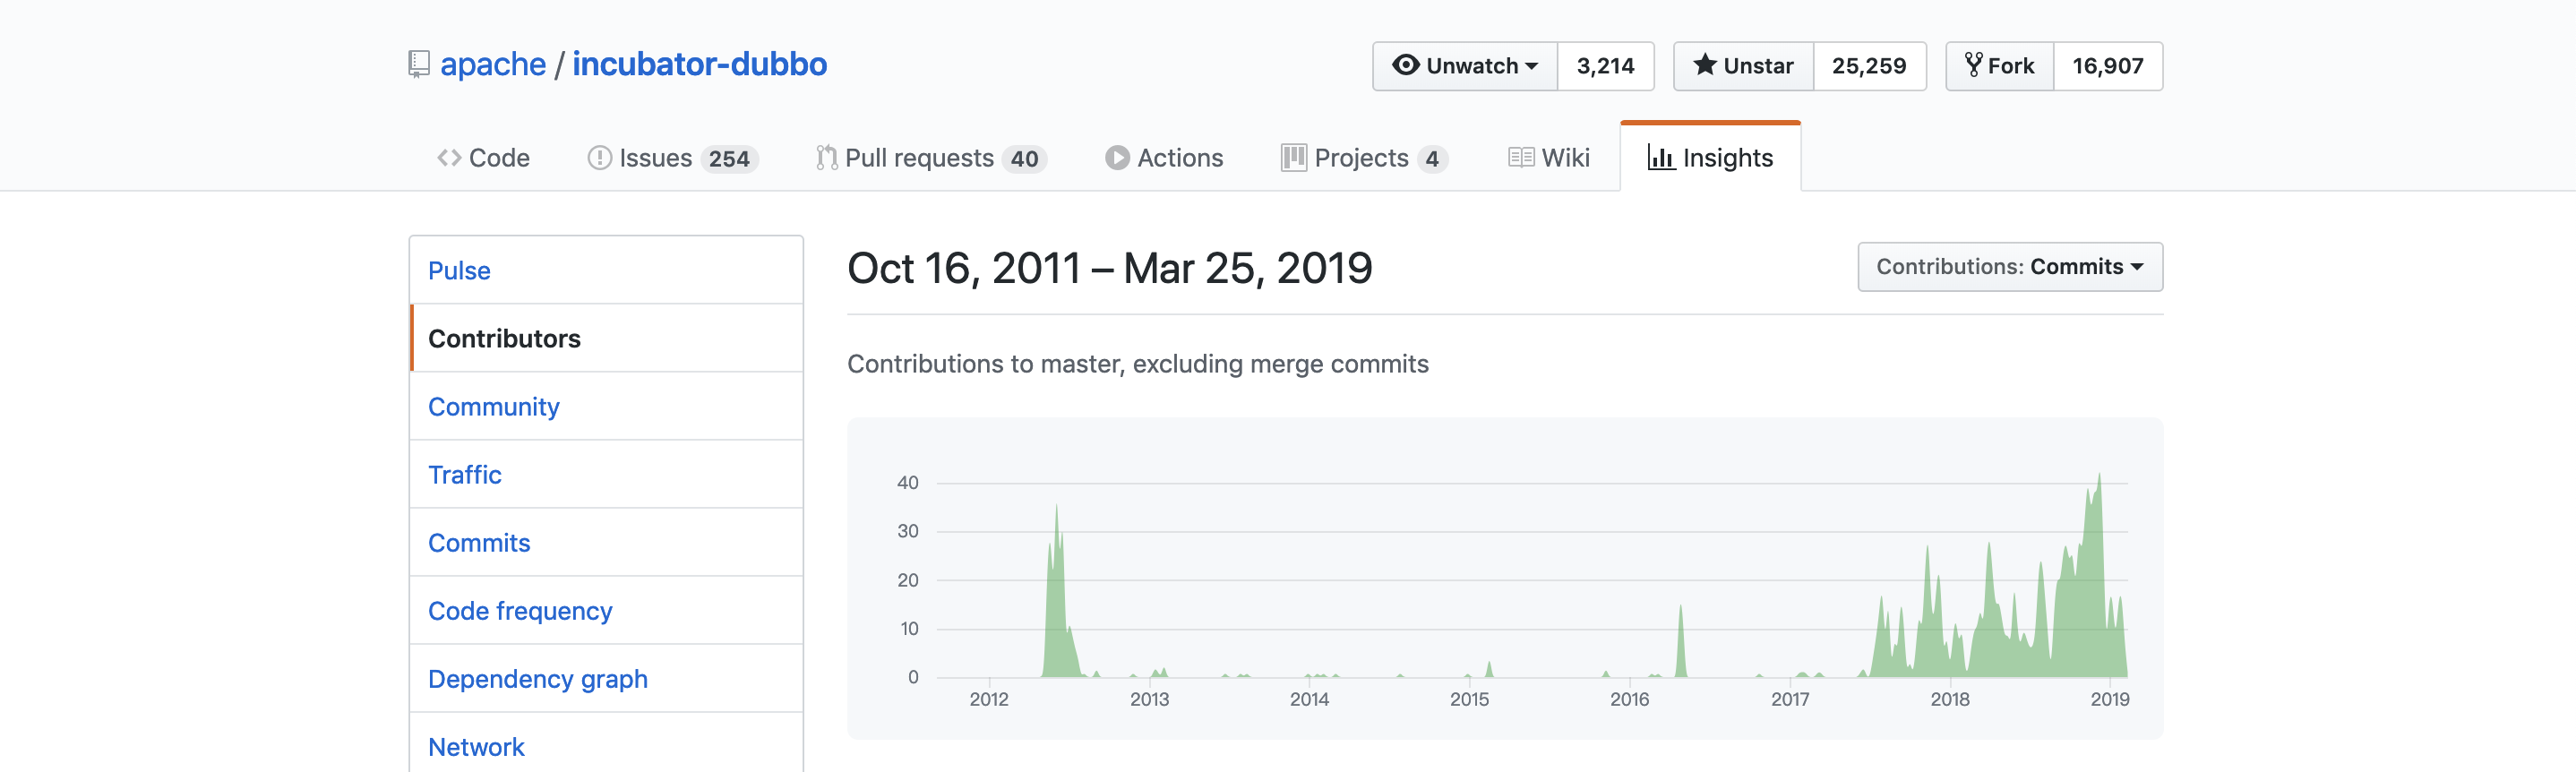 apache / incubator-dubbo
Unwatch 3,214 Unstar 25,259 Fork 16,907
Code Issues 254 Pull requests 40 Actions Projects 4 Wiki Insights
Pulse
Contributors
Community
Traffic
Commits
Code frequency
Dependency graph
Network
Oct 16, 2011 – Mar 25, 2019
Contributions: Commits
Contributions to master, excluding merge commits
40
30
20
10
0
2012 2013 2014 2015 2016 2017 2018 2019